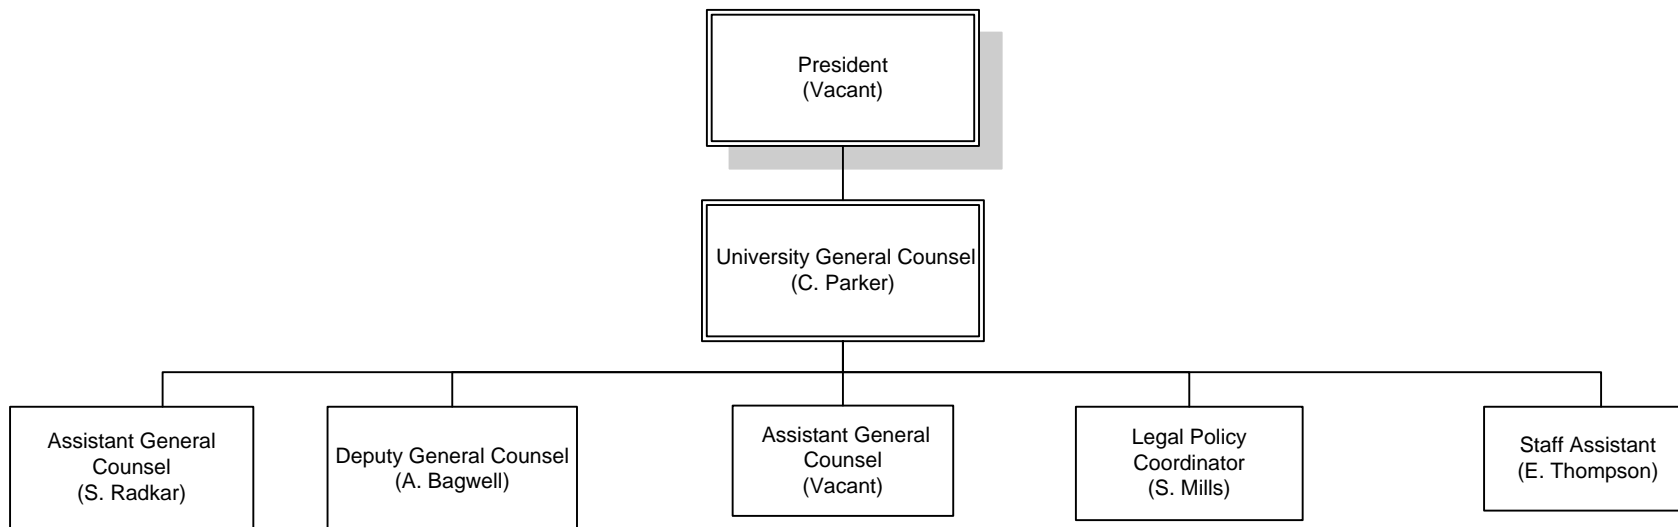 President
(Vacant)
University General Counsel
(C. Parker)
Assistant General
Counsel
(S. Radkar)
Deputy General Counsel
(A. Bagwell)
Assistant General
Counsel
(Vacant)
Legal Policy
Coordinator
(S. Mills)
Staff Assistant
(E. Thompson)